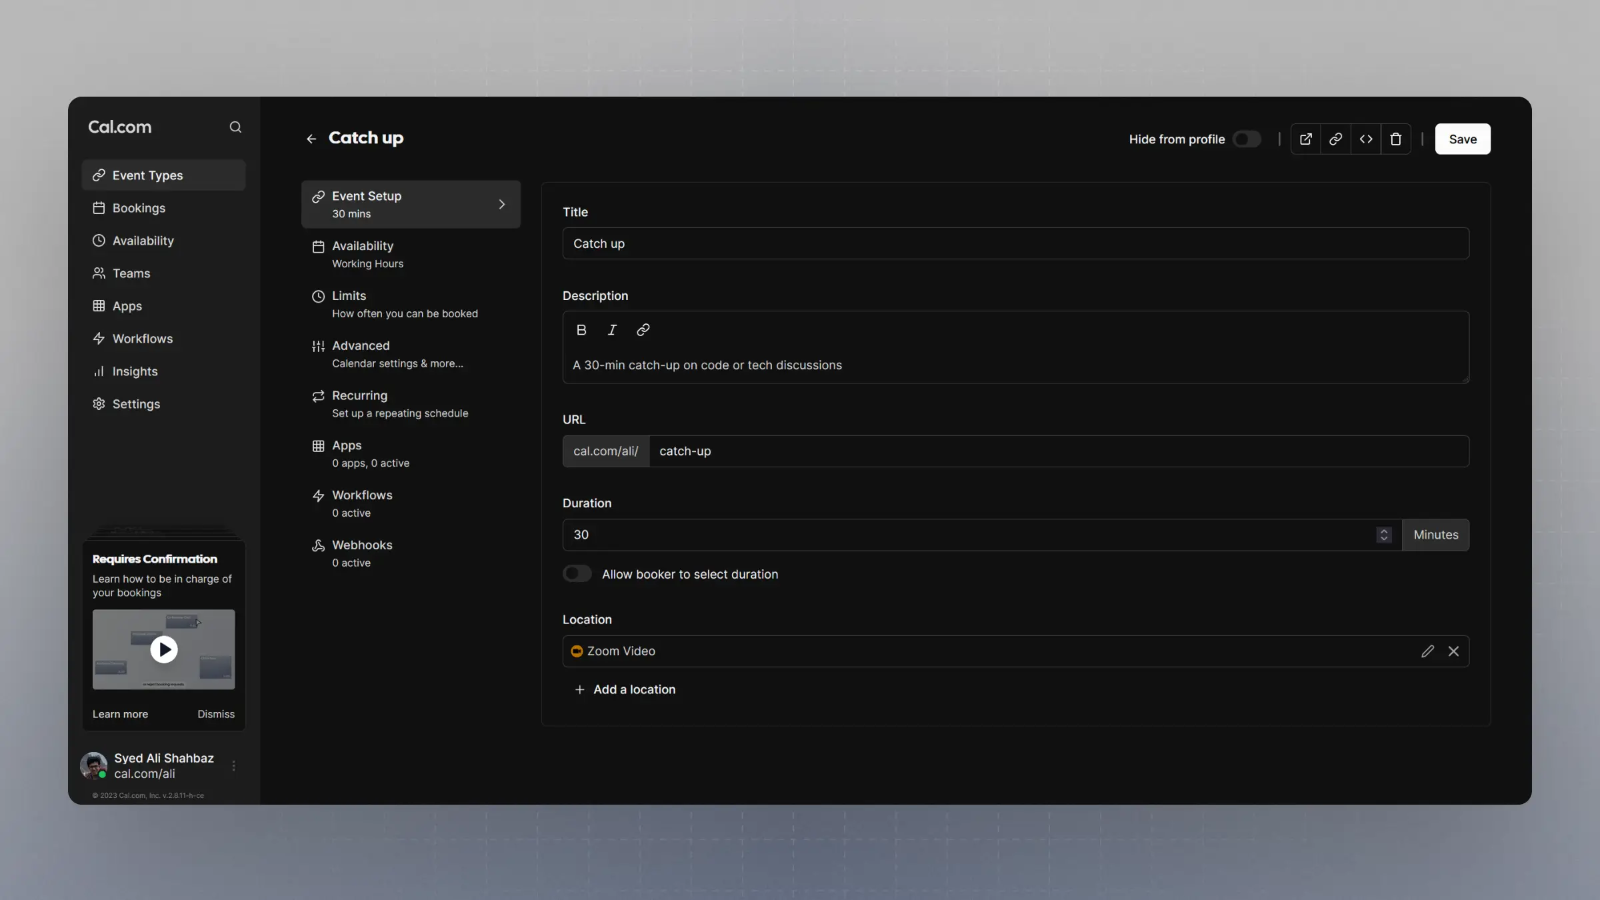 Cal.com
Event Types
Bookings
Availability
Teams
Apps
Workflows
Insights
Settings
Requires Confirmation
Learn how to be in charge of
your bookings
Learn more
Dismiss
Syed Ali Shahbaz
cal.com/ali
© 2023 Cal.com, Inc. v.2.8.11-h-ce
Catch up
Hide from profile
Save
Event Setup
30 mins
Availability
Working Hours
Limits
How often you can be booked
Advanced
Calendar settings & more...
Recurring
Set up a repeating schedule
Apps
0 apps, 0 active
Workflows
0 active
Webhooks
0 active
Title
Catch up
Description
B I
A 30-min catch-up on code or tech discussions
URL
cal.com/ali/ catch-up
Duration
30 Minutes
Allow booker to select duration
Location
Zoom Video
Add a location